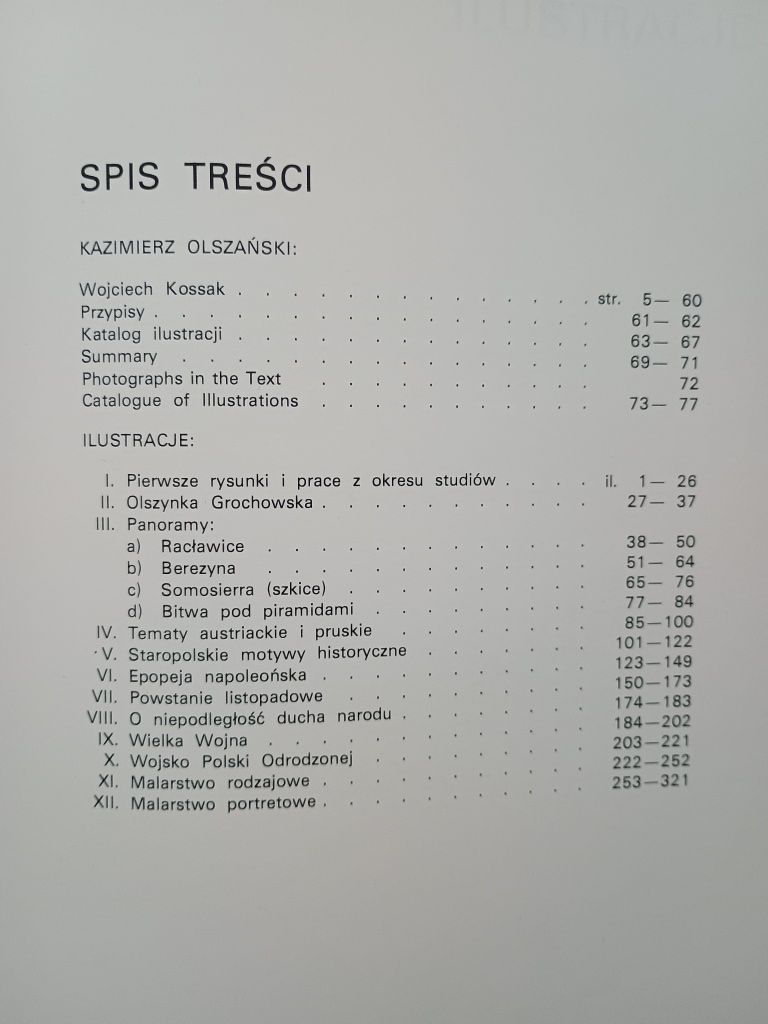 SPIS TREŚCI
KAZIMIERZ OLSZAŃSKI:
Wojciech Kossak . . . . . . . . . . . . . . str. 5— 60
Przypisy . . . . . . . . . . . . . . . . 61— 62
Katalog ilustracji . . . . . . . . . . . . . 63— 67
Summary . . . . . . . . . . . . . . . 69— 71
Photographs in the Text . . . . . . . . . . 72
Catalogue of Illustrations . . . . . . . . . . 73— 77
ILUSTRACJE:
I. Pierwsze rysunki i prace z okresu studiów . . . . il. 1— 26
II. Olszynka Grochowska . . . . . . . . . . 27— 37
III. Panoramy:
a) Racławice . . . . . . . . . . . . 38— 50
b) Berezyna . . . . . . . . . . . . 51— 64
c) Somosierra (szkice) . . . . . . . . . . 65— 76
d) Bitwa pod piramidami . . . . . . . . 77— 84
IV. Tematy austriackie i pruskie . . . . . . . 85—100
V. Staropolskie motywy historyczne . . . . . . . 101—122
VI. Epopeja napoleońska . . . . . . . . . . 123—149
VII. Powstanie listopadowe . . . . . . . . . 150—173
VIII. O niepodległość ducha narodu . . . . . . . . 174—183
IX. Wielka Wojna . . . . . . . . . . . . 184—202
X. Wojsko Polski Odrodzonej . . . . . . . . 203—221
XI. Malarstwo rodzajowe . . . . . . . . . . 222—252
XII. Malarstwo portretowe . . . . . . . . . . 253—321